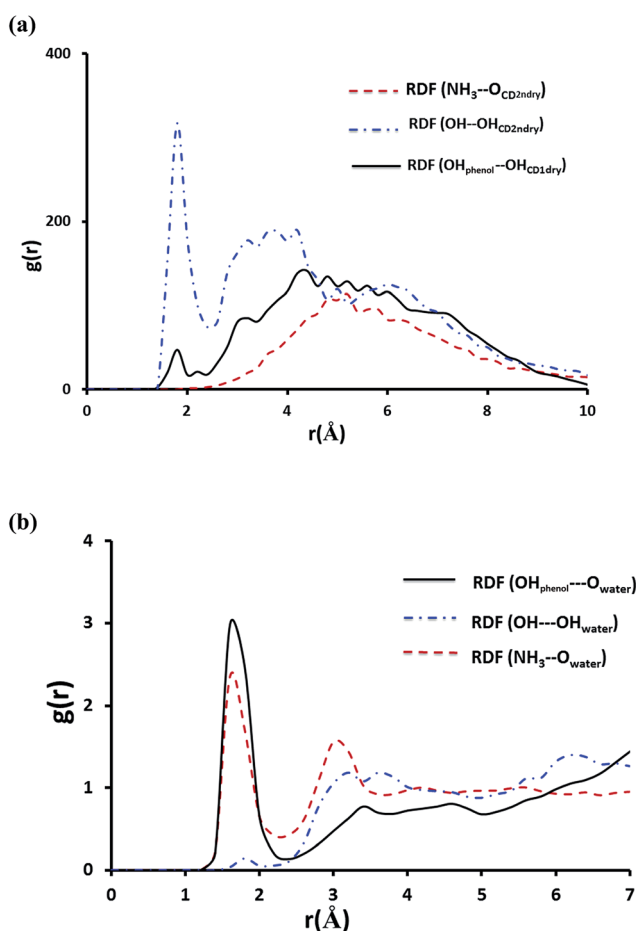 (a)
400
RDF (NH3--OCD2ndry)
RDF (OH--OHCD2ndry)
RDF (OHphenol--OHCD1dry)
g(r)
200
0
0 2 4 6 8 10
r(Å)
(b)
4
RDF (OHphenol---Owater)
RDF (OH---OHwater)
RDF (NH3--Owater)
3
g(r)
2
1
0
0 1 2 3 4 5 6 7
r(Å)